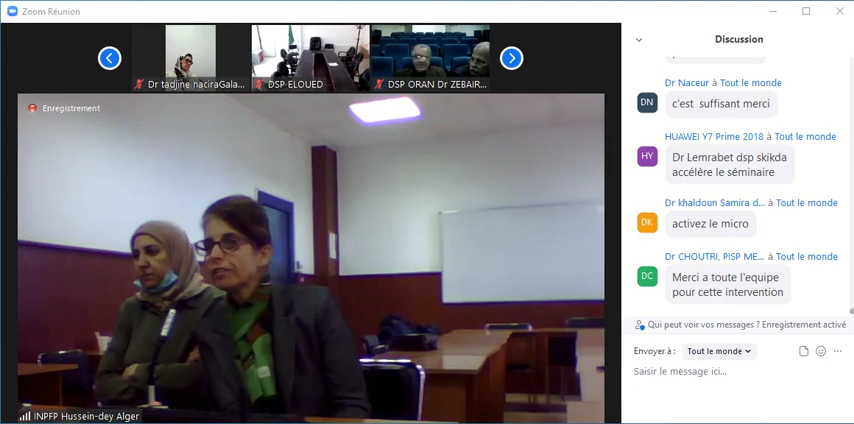 Zoom Réunion
Dr tadjine naciraGala...
DSP ELOUED
DSP ORAN Dr ZEBAIR...
Enregistrement
INPFP Hussein-dey Alger
Discussion
Dr Naceur à Tout le monde
DN
c'est suffisant merci
HUAWEI Y7 Prime 2018 à Tout le monde
HY
Dr Lemrabet dsp skikda
accélère le séminaire
Dr khaldoun Samira d... à Tout le monde
DK
activez le micro
Dr CHOUTRI, PISP ME... à Tout le monde
DC
Merci a toute l'equipe
pour cette intervention
Qui peut voir vos messages ? Enregistrement activé
Envoyer à : Tout le monde
Saisir le message ici...